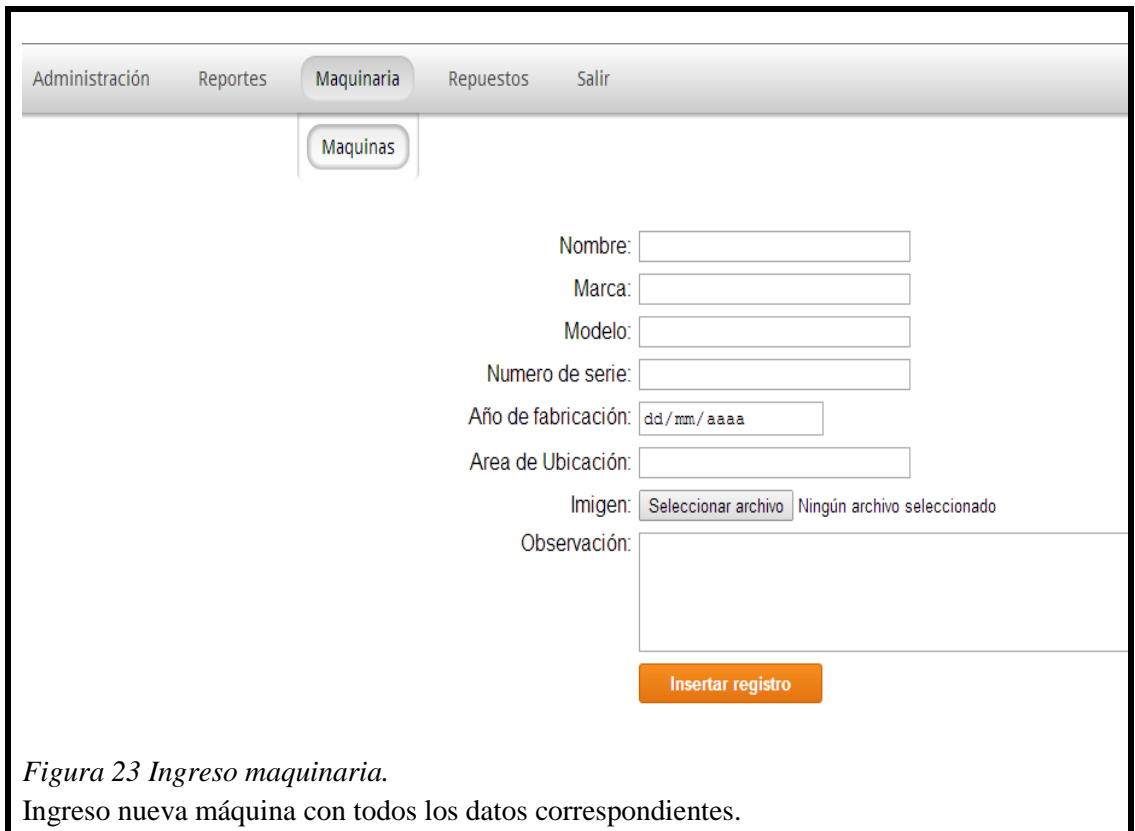 Administración Reportes Maquinaria Repuestos Salir
Maquinas
Nombre:
Marca:
Modelo:
Numero de serie:
Año de fabricación: dd/mm/aaaa
Area de Ubicación:
Imigen: Seleccionar archivo Ningún archivo seleccionado
Observación:
Insertar registro
Figura 23 Ingreso maquinaria.
Ingreso nueva máquina con todos los datos correspondientes.